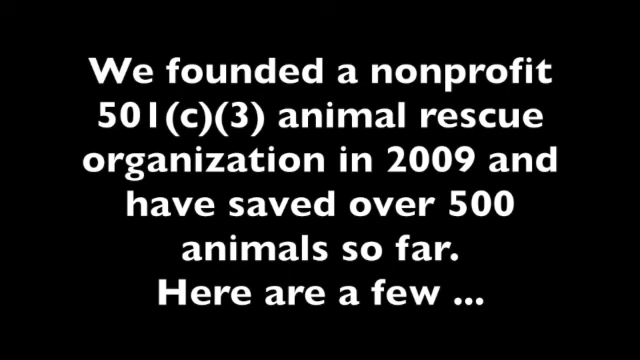 We founded a nonprofit
501(c)(3) animal rescue
organization in 2009 and
have saved over 500
animals so far.
Here are a few ...